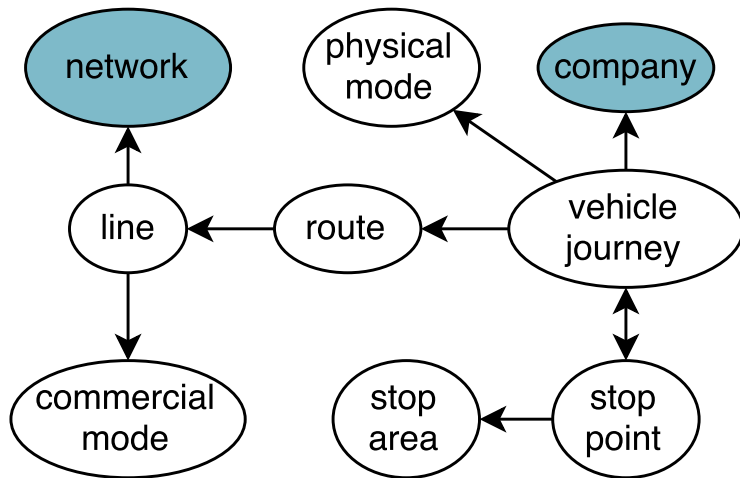 network
physical
mode
company
line
route
vehicle
journey
commercial
mode
stop
area
stop
point